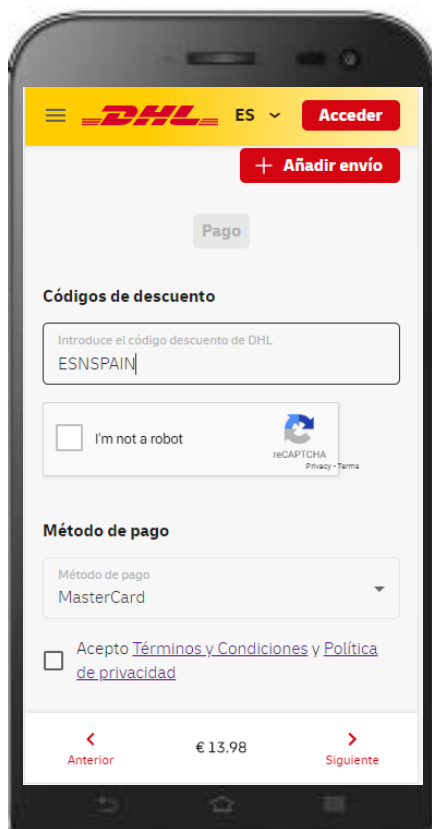 DHL ES Acceder
+ Añadir envío
Pago
Códigos de descuento
Introduce el código descuento de DHL
ESNSPAIN
I'm not a robot
reCAPTCHA
Privacy - Terms
Método de pago
Método de pago
MasterCard
Acepto Términos y Condiciones y Política
de privacidad
Anterior € 13.98 Siguiente